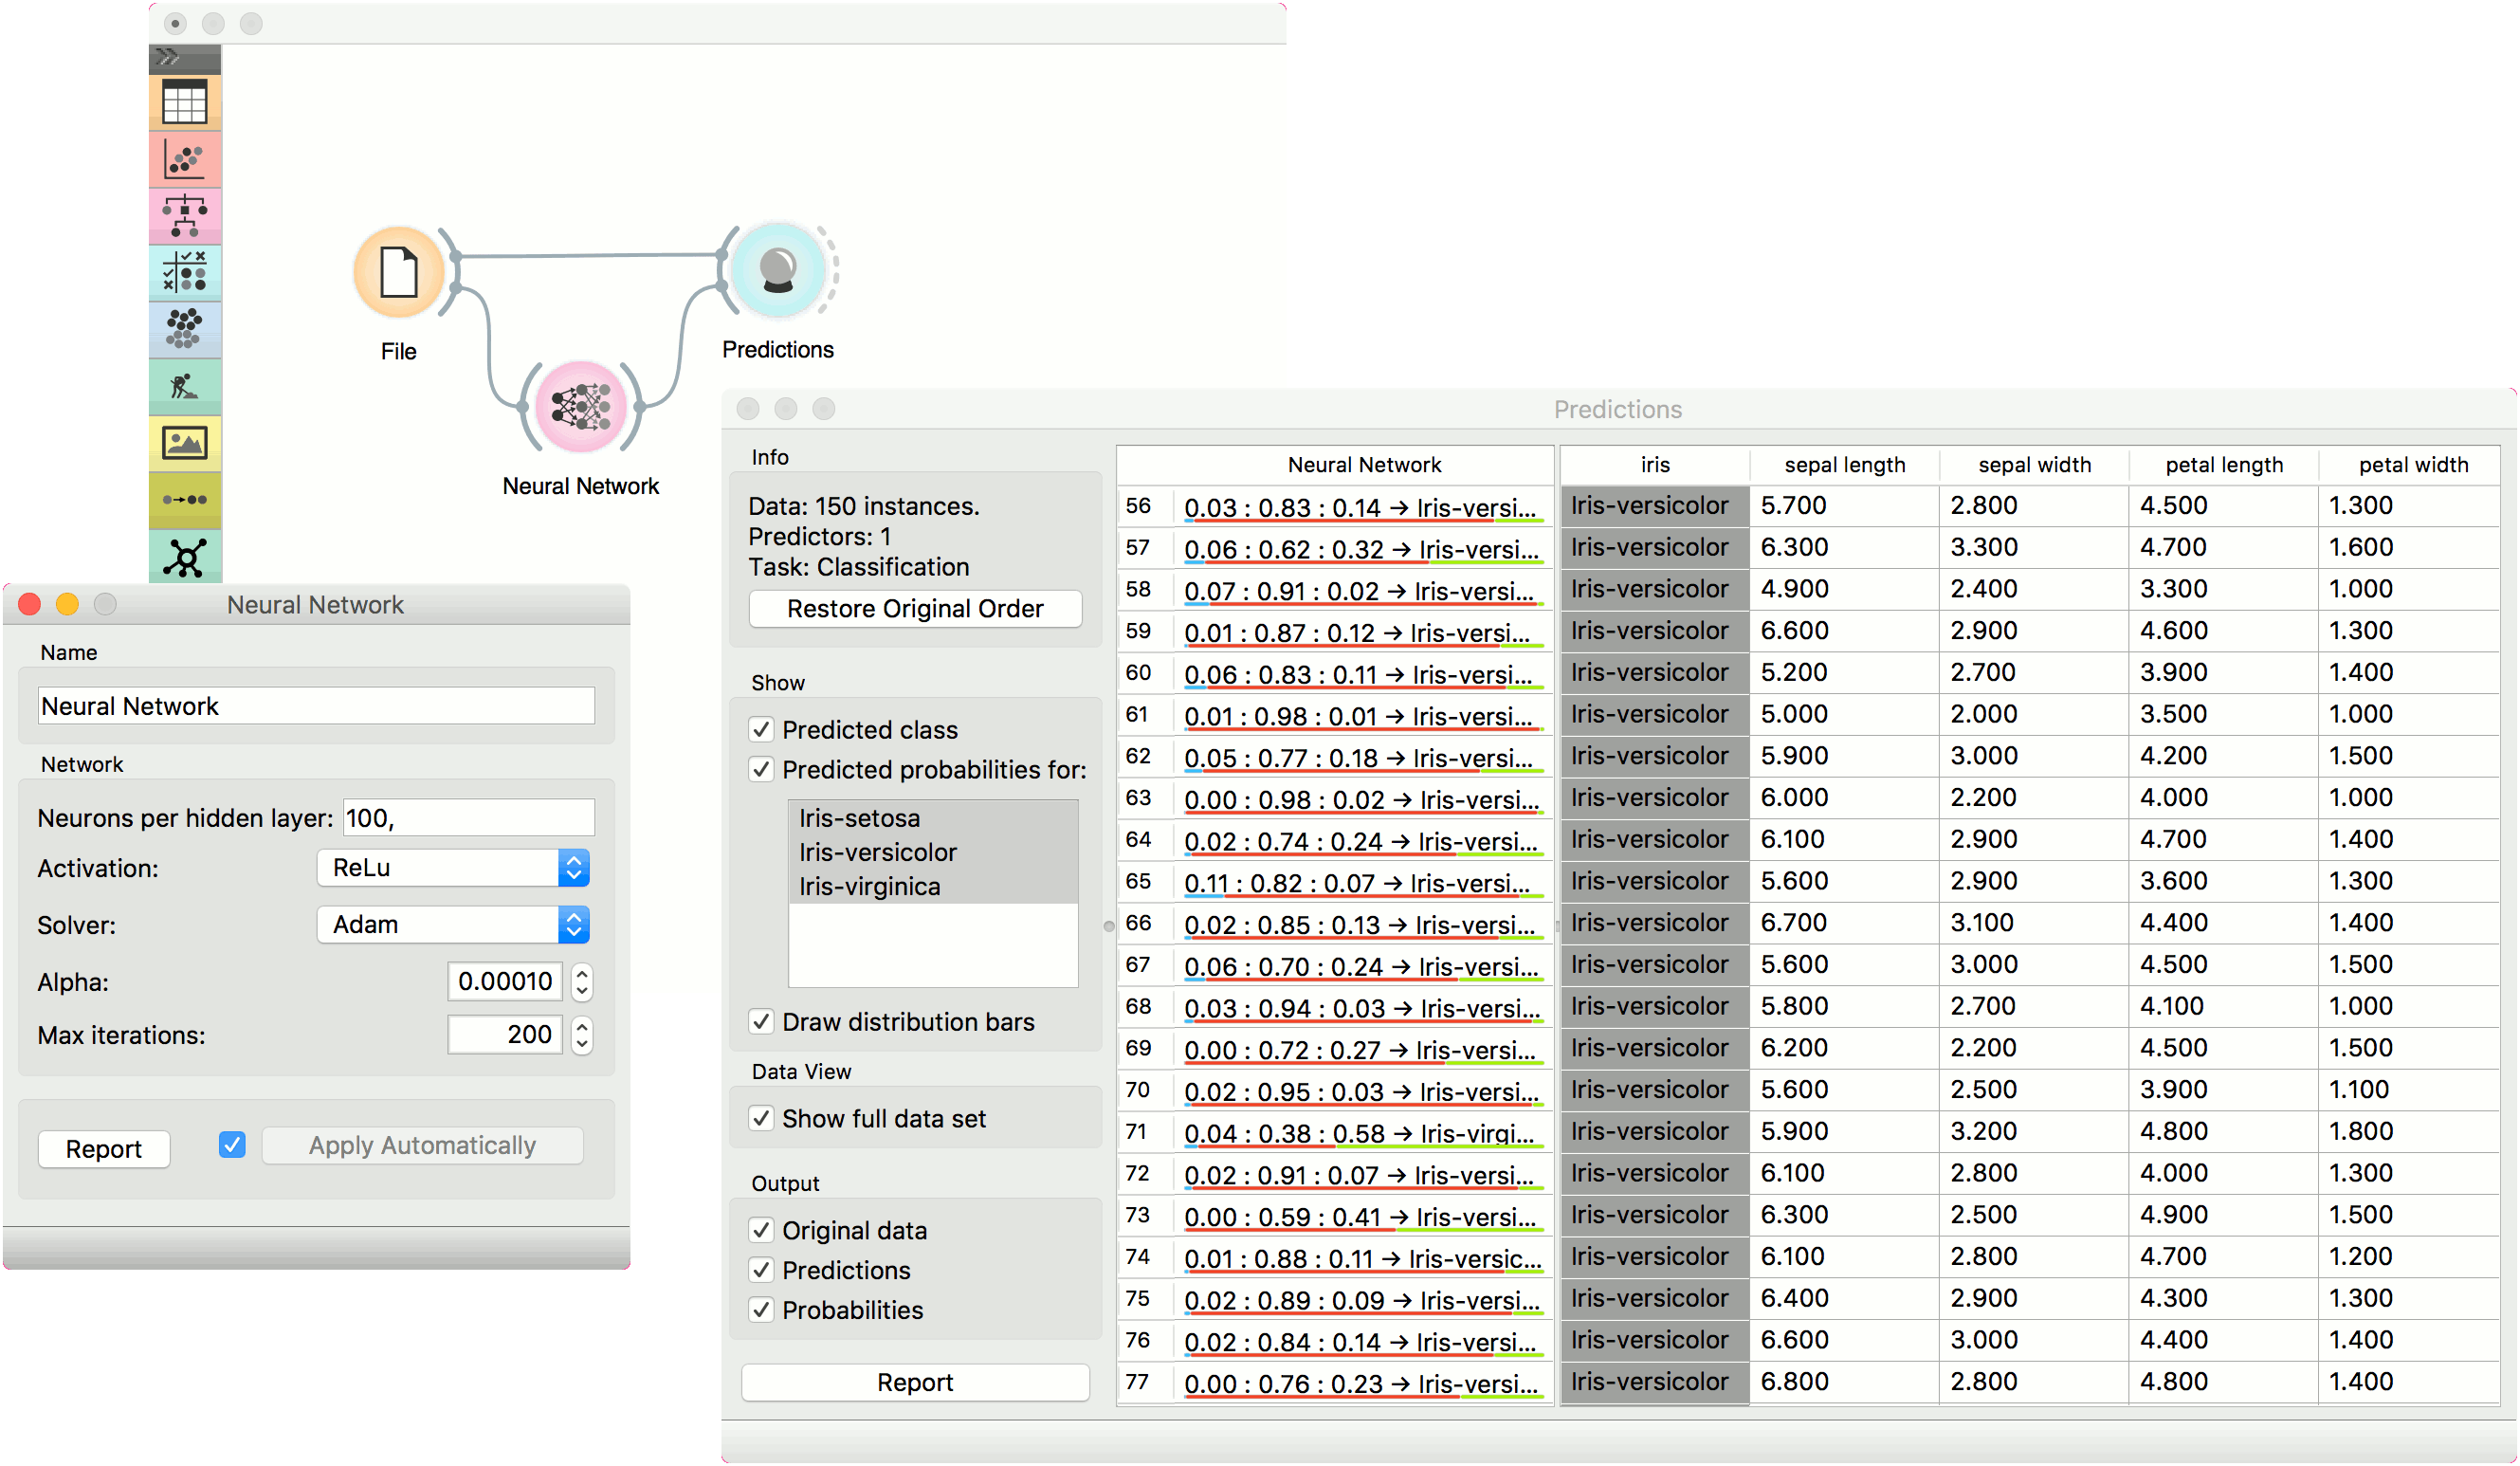 File
Predictions
Neural Network
Neural Network
Name
Neural Network
Network
Neurons per hidden layer: 100,
Activation: ReLu
Solver: Adam
Alpha: 0.00010
Max iterations: 200
Report Apply Automatically
Predictions
Info
Data: 150 instances.
Predictors: 1
Task: Classification
Restore Original Order
Show
Predicted class
Predicted probabilities for:
Iris-setosa
Iris-versicolor
Iris-virginica
Draw distribution bars
Data View
Show full data set
Output
Original data
Predictions
Probabilities
Report
Neural Network iris sepal length sepal width petal length petal width
56 0.03 : 0.83 : 0.14 → Iris-versi... Iris-versicolor 5.700 2.800 4.500 1.300
57 0.06 : 0.62 : 0.32 → Iris-versi... Iris-versicolor 6.300 3.300 4.700 1.600
58 0.07 : 0.91 : 0.02 → Iris-versi... Iris-versicolor 4.900 2.400 3.300 1.000
59 0.01 : 0.87 : 0.12 → Iris-versi... Iris-versicolor 6.600 2.900 4.600 1.300
60 0.06 : 0.83 : 0.11 → Iris-versi... Iris-versicolor 5.200 2.700 3.900 1.400
61 0.01 : 0.98 : 0.01 → Iris-versi... Iris-versicolor 5.000 2.000 3.500 1.000
62 0.05 : 0.77 : 0.18 → Iris-versi... Iris-versicolor 5.900 3.000 4.200 1.500
63 0.00 : 0.98 : 0.02 → Iris-versi... Iris-versicolor 6.000 2.200 4.000 1.000
64 0.02 : 0.74 : 0.24 → Iris-versi... Iris-versicolor 6.100 2.900 4.700 1.400
65 0.11 : 0.82 : 0.07 → Iris-versi... Iris-versicolor 5.600 2.900 3.600 1.300
66 0.02 : 0.85 : 0.13 → Iris-versi... Iris-versicolor 6.700 3.100 4.400 1.400
67 0.06 : 0.70 : 0.24 → Iris-versi... Iris-versicolor 5.600 3.000 4.500 1.500
68 0.03 : 0.94 : 0.03 → Iris-versi... Iris-versicolor 5.800 2.700 4.100 1.000
69 0.00 : 0.72 : 0.27 → Iris-versi... Iris-versicolor 6.200 2.200 4.500 1.500
70 0.02 : 0.95 : 0.03 → Iris-versi... Iris-versicolor 5.600 2.500 3.900 1.100
71 0.04 : 0.38 : 0.58 → Iris-virgi... Iris-versicolor 5.900 3.200 4.800 1.800
72 0.02 : 0.91 : 0.07 → Iris-versi... Iris-versicolor 6.100 2.800 4.000 1.300
73 0.00 : 0.59 : 0.41 → Iris-versi... Iris-versicolor 6.300 2.500 4.900 1.500
74 0.01 : 0.88 : 0.11 → Iris-versic... Iris-versicolor 6.100 2.800 4.700 1.200
75 0.02 : 0.89 : 0.09 → Iris-versi... Iris-versicolor 6.400 2.900 4.300 1.300
76 0.02 : 0.84 : 0.14 → Iris-versi... Iris-versicolor 6.600 3.000 4.400 1.400
77 0.00 : 0.76 : 0.23 → Iris-versi... Iris-versicolor 6.800 2.800 4.800 1.400